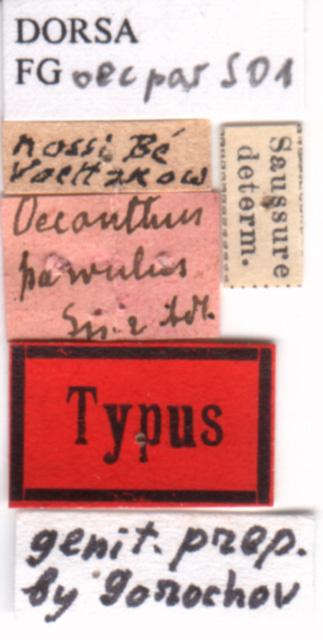 DORSA
FG oecpar S01
Nossi Bé
Voeltzkow
Saussure
determ.
Oecanthus
parvulus
Typus
genit. prep.
by Gorochov